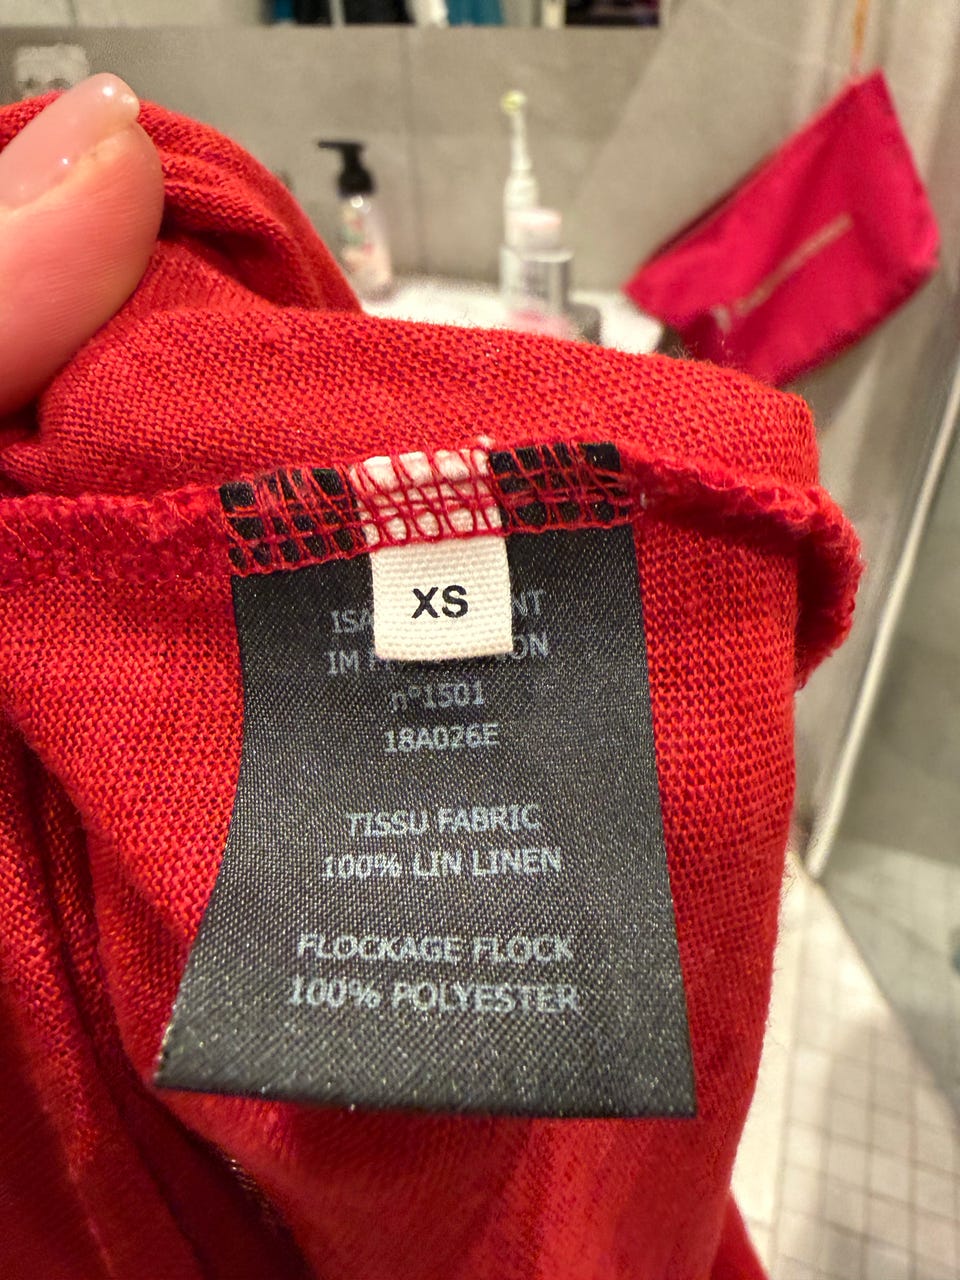 XS
n°1501
18A026E
TISSU FABRIC
100% LIN LINEN
FLOCKAGE FLOCK
100% POLYESTER